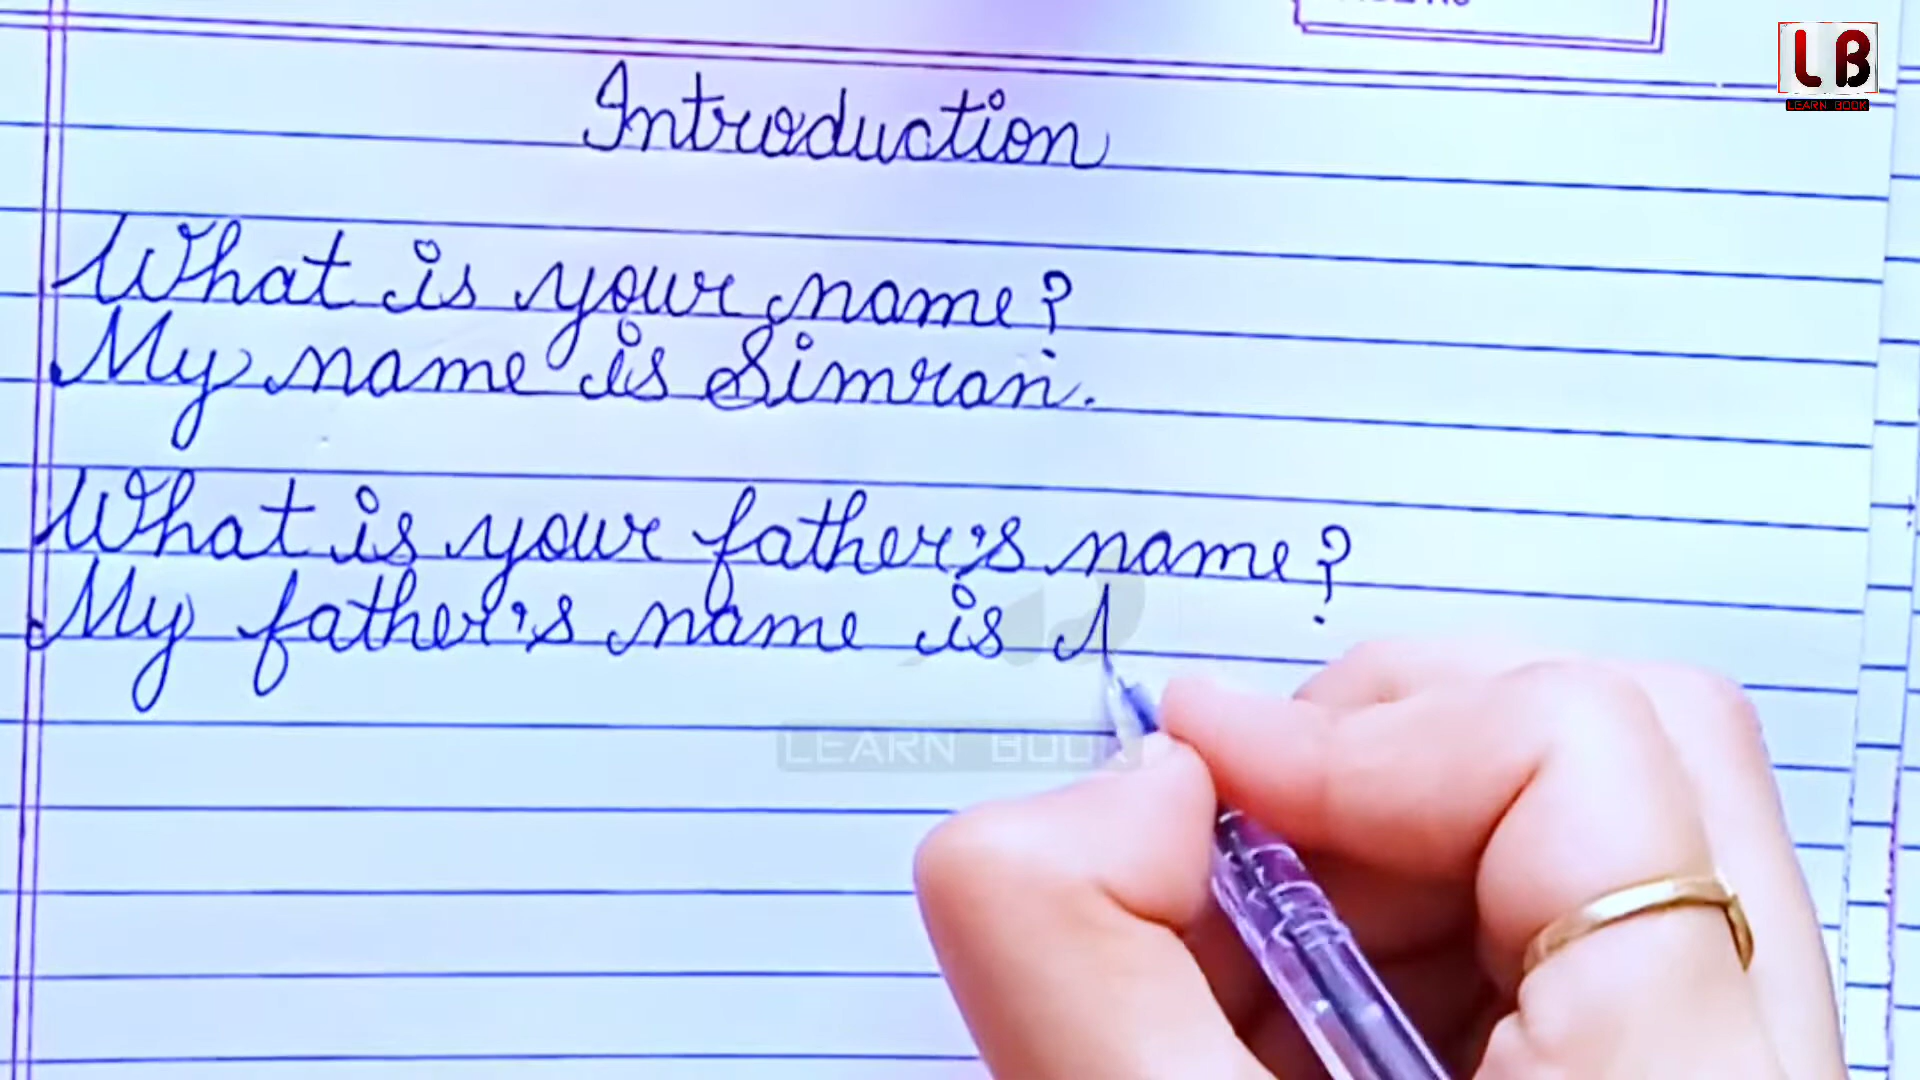 LB
LEARN BOOK
Introduction
What is your name?
My name is Simran.
What is your father's name?
My father's name is
LEARN BOOK